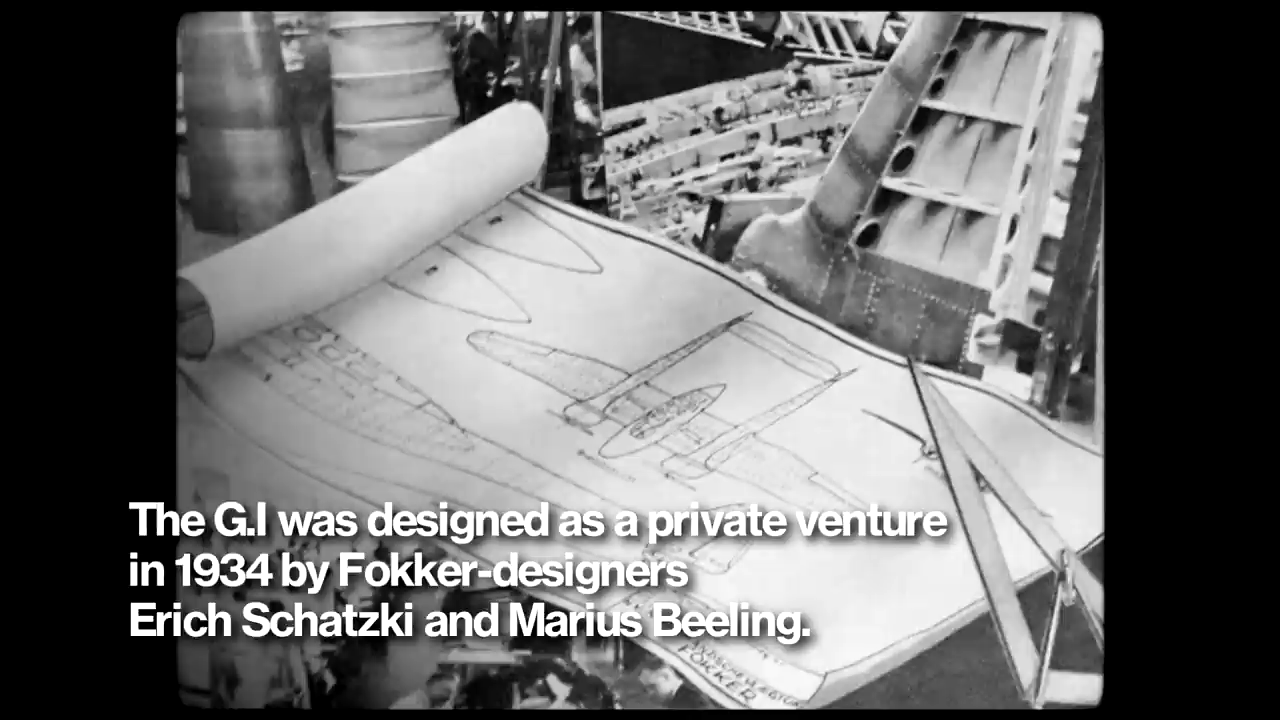 The G.I was designed as a private venture
in 1934 by Fokker-designers
Erich Schatzki and Marius Beeling.
FOKKER